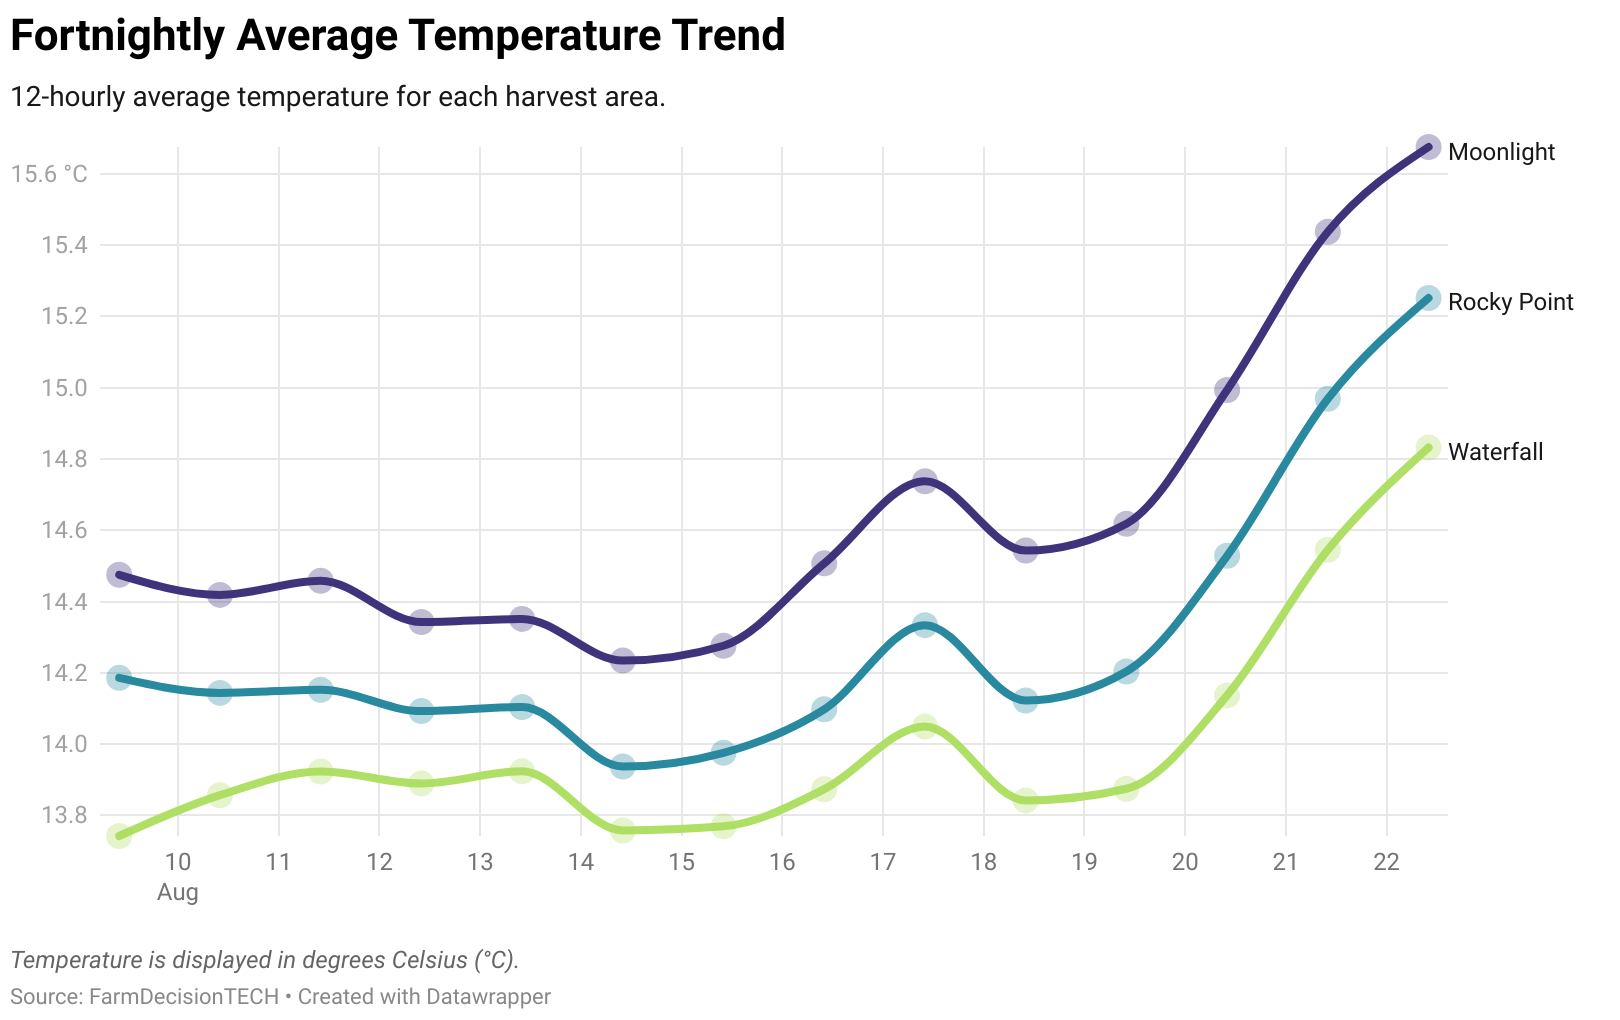 Fortnightly Average Temperature Trend
12-hourly average temperature for each harvest area.
15.6 °C
15.4
15.2
15.0
14.8
14.6
14.4
14.2
14.0
13.8
Moonlight
Rocky Point
Waterfall
10 11 12 13 14 15 16 17 18 19 20 21 22
Aug
Temperature is displayed in degrees Celsius (°C).
Source: FarmDecisionTECH • Created with Datawrapper